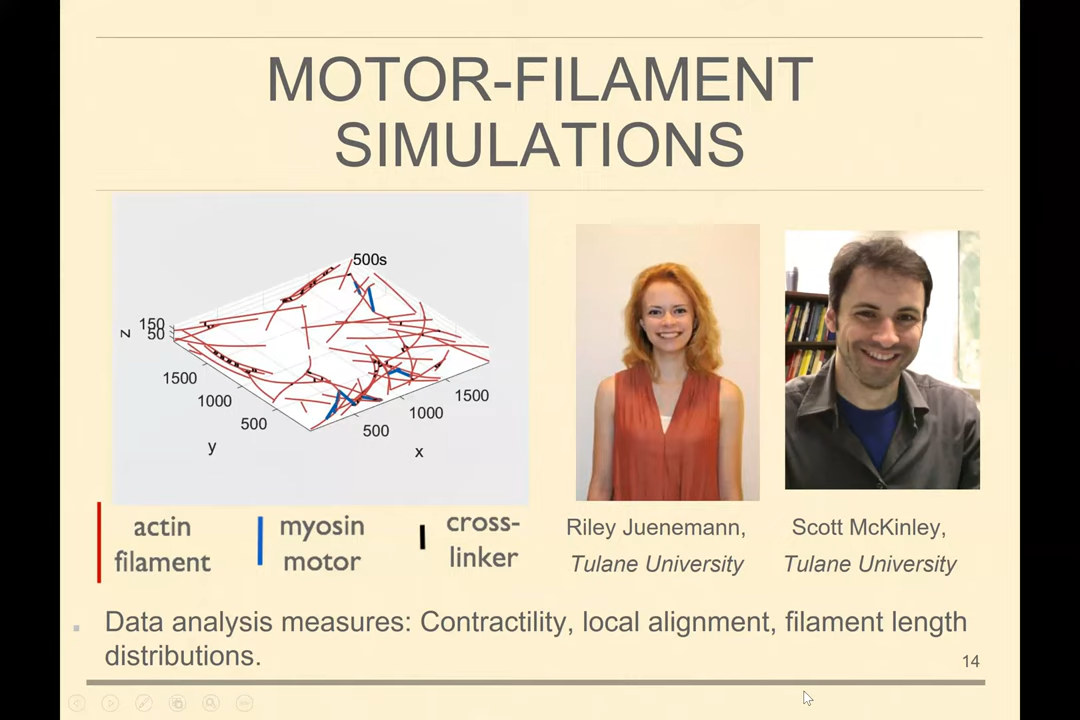 MOTOR-FILAMENT
SIMULATIONS
500s
z
150
50
1500
1000
500
y
500
1000
1500
x
actin
filament
myosin
motor
cross-
linker
Riley Juenemann,
Tulane University
Scott McKinley,
Tulane University
Data analysis measures: Contractility, local alignment, filament length
distributions.
14